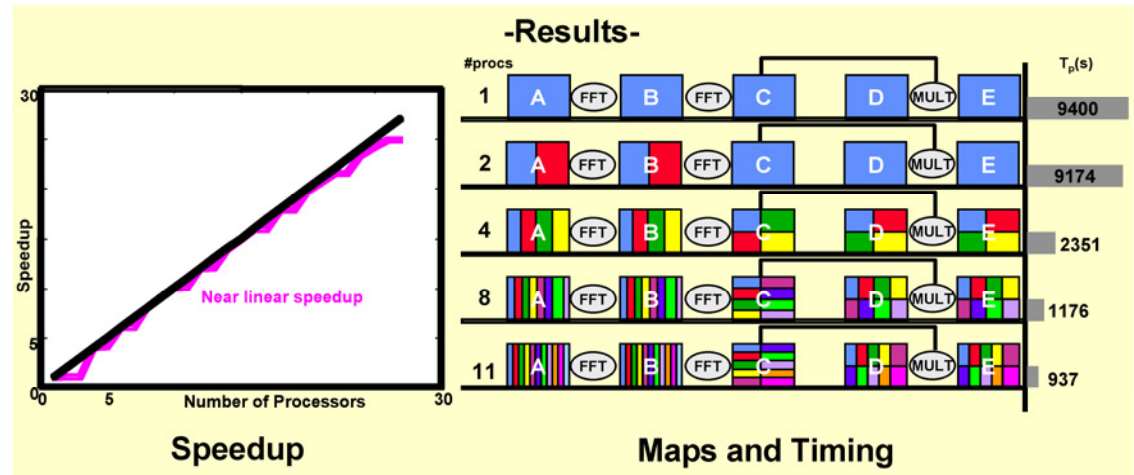 -Results-
30
5
0
0
5
30
Speedup
Near linear speedup
Number of Processors
Speedup
#procs
Tp(s)
1 A FFT B FFT C D MULT E 9400
2 A FFT B FFT C D MULT E 9174
4 A FFT B FFT C D MULT E 2351
8 A FFT B FFT C D MULT E 1176
11 A FFT B FFT C D MULT E 937
Maps and Timing